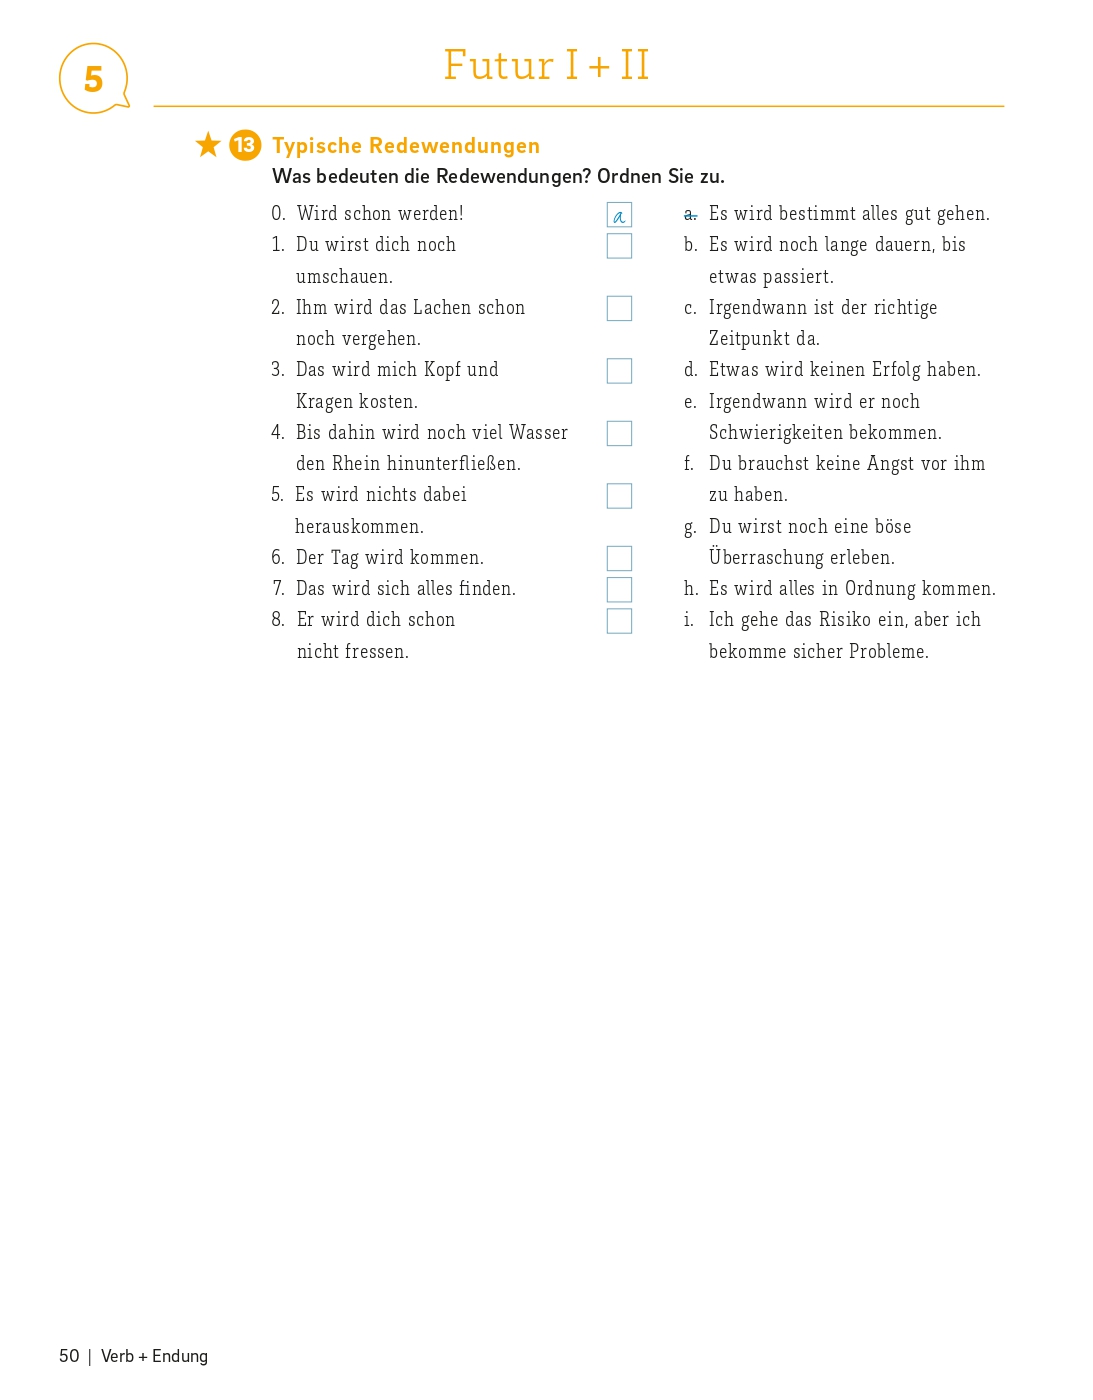 5
Futur I + II
13 Typische Redewendungen
Was bedeuten die Redewendungen? Ordnen Sie zu.
0. Wird schon werden!
a
1. Du wirst dich noch
umschauen.
2. Ihm wird das Lachen schon
noch vergehen.
3. Das wird mich Kopf und
Kragen kosten.
4. Bis dahin wird noch viel Wasser
den Rhein hinunterfließen.
5. Es wird nichts dabei
herauskommen.
6. Der Tag wird kommen.
7. Das wird sich alles finden.
8. Er wird dich schon
nicht fressen.
a. Es wird bestimmt alles gut gehen.
b. Es wird noch lange dauern, bis
etwas passiert.
c. Irgendwann ist der richtige
Zeitpunkt da.
d. Etwas wird keinen Erfolg haben.
e. Irgendwann wird er noch
Schwierigkeiten bekommen.
f. Du brauchst keine Angst vor ihm
zu haben.
g. Du wirst noch eine böse
Überraschung erleben.
h. Es wird alles in Ordnung kommen.
i. Ich gehe das Risiko ein, aber ich
bekomme sicher Probleme.
50 | Verb + Endung